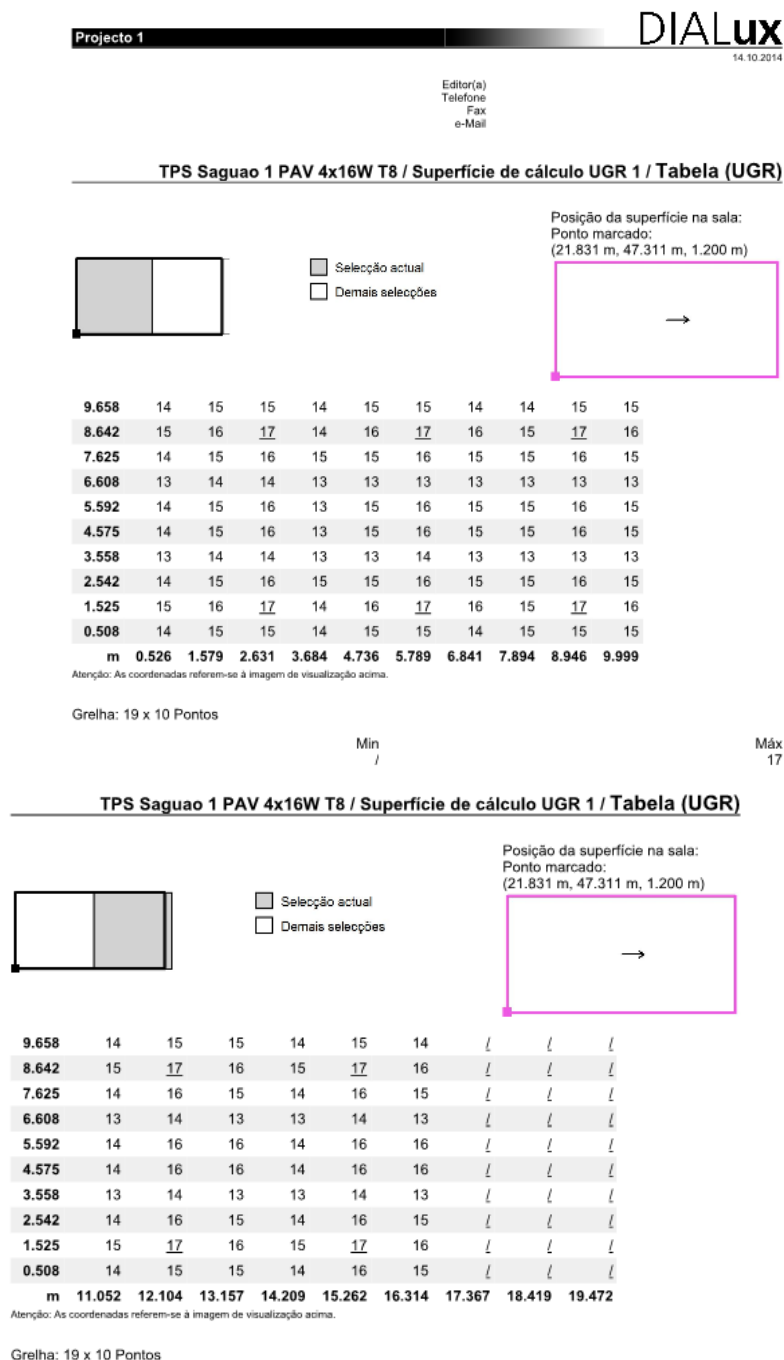 Projecto 1
DIALux
14.10.2014
Editor(a)
Telefone
Fax
e-Mail
TPS Saguao 1 PAV 4x16W T8 / Superfície de cálculo UGR 1 / Tabela (UGR)
Posição da superfície na sala:
Ponto marcado:
(21.831 m, 47.311 m, 1.200 m)
Selecção actual
Demais selecções
9.658 14 15 15 14 15 15 14 14 15 15
8.642 15 16 17 14 16 17 16 15 17 16
7.625 14 15 16 15 15 16 15 15 16 15
6.608 13 14 14 13 13 13 13 13 13 13
5.592 14 15 16 13 15 16 15 15 16 15
4.575 14 15 16 13 15 16 15 15 16 15
3.558 13 14 14 13 13 14 13 13 13 13
2.542 14 15 16 15 15 16 15 15 16 15
1.525 15 16 17 14 16 17 16 15 17 16
0.508 14 15 15 14 15 15 14 15 15 15
m 0.526 1.579 2.631 3.684 4.736 5.789 6.841 7.894 8.946 9.999
Atenção: As coordenadas referem-se à imagem de visualização acima.
Grelha: 19 x 10 Pontos
Min Máx
/ 17
TPS Saguao 1 PAV 4x16W T8 / Superfície de cálculo UGR 1 / Tabela (UGR)
Posição da superfície na sala:
Ponto marcado:
(21.831 m, 47.311 m, 1.200 m)
Selecção actual
Demais selecções
9.658 14 15 15 14 15 14 / / /
8.642 15 17 16 15 17 16 / / /
7.625 14 16 15 14 16 15 / / /
6.608 13 14 13 13 14 13 / / /
5.592 14 16 16 14 16 16 / / /
4.575 14 16 16 14 16 16 / / /
3.558 13 14 13 13 14 13 / / /
2.542 14 16 15 14 16 15 / / /
1.525 15 17 16 15 17 16 / / /
0.508 14 15 15 14 16 15 / / /
m 11.052 12.104 13.157 14.209 15.262 16.314 17.367 18.419 19.472
Atenção: As coordenadas referem-se à imagem de visualização acima.
Grelha: 19 x 10 Pontos